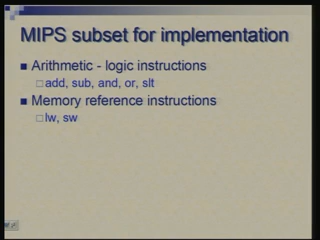 MIPS subset for implementation
Arithmetic - logic instructions
add, sub, and, or, slt
Memory reference instructions
lw, sw